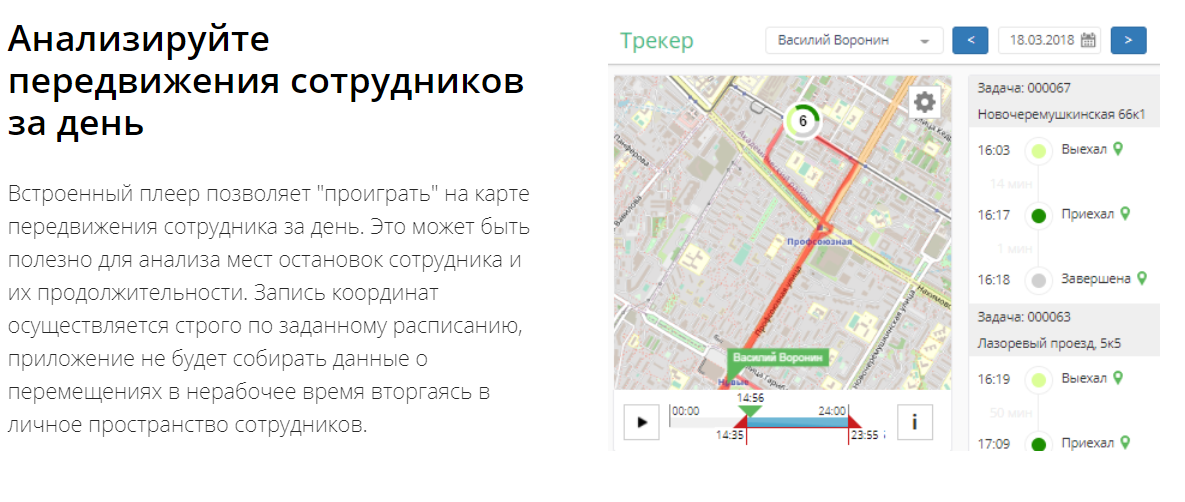 Анализируйте
передвижения сотрудников
за день
Встроенный плеер позволяет "проиграть" на карте
передвижения сотрудника за день. Это может быть
полезно для анализа мест остановок сотрудника и
их продолжительности. Запись координат
осуществляется строго по заданному расписанию,
приложение не будет собирать данные о
перемещениях в нерабочее время вторгаясь в
личное пространство сотрудников.
Трекер
Василий Воронин
<
18.03.2018
>
6
Академический район
Профсоюзная
Профсоюзная улица
Василий Воронин
Новые
14:56
00:00
24:00
14:35
23:55
i
Задача: 000067
Новочеремушкинская 66к1
16:03 Выехал
14 мин
16:17 Приехал
1 мин
16:18 Завершена
Задача: 000063
Лазоревый проезд, 5к5
16:19 Выехал
50 мин
17:09 Приехал